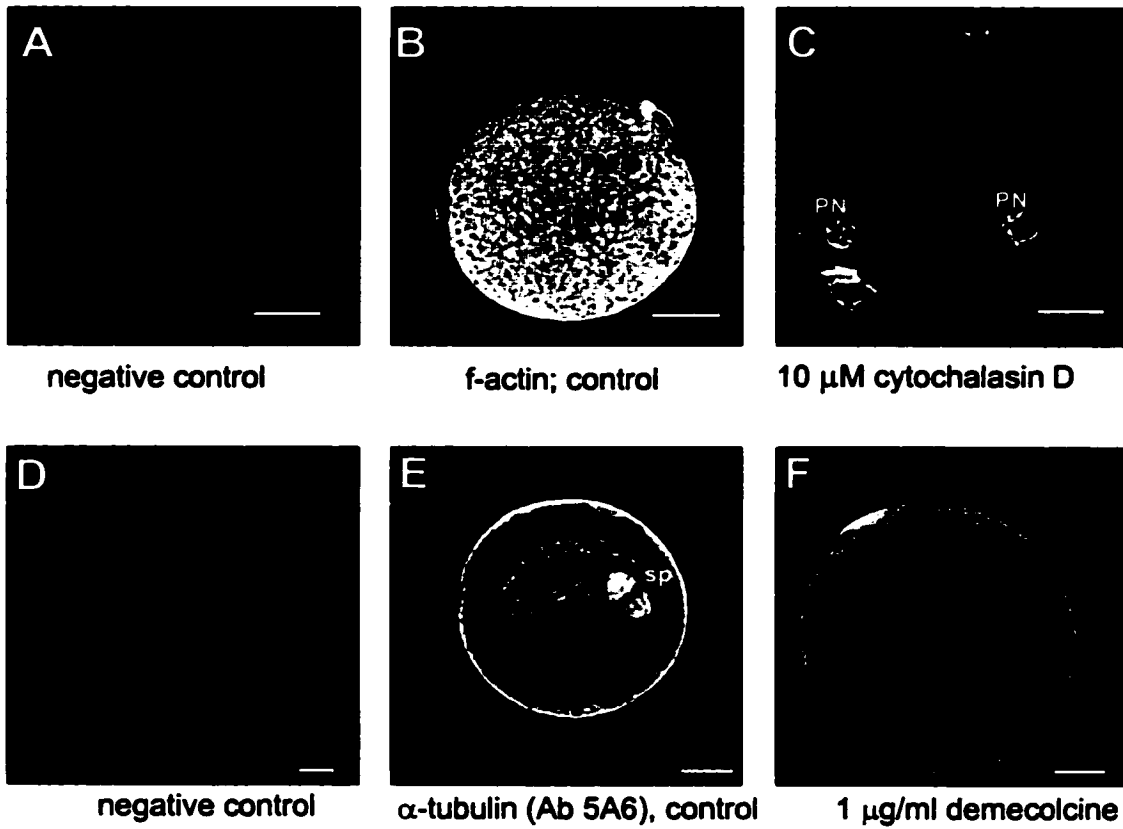 A
B
C
PN
PN
negative control
f-actin; control
10 μM cytochalasin D
D
E
F
sp
negative control
α-tubulin (Ab 5A6), control
1 μg/ml demecolcine